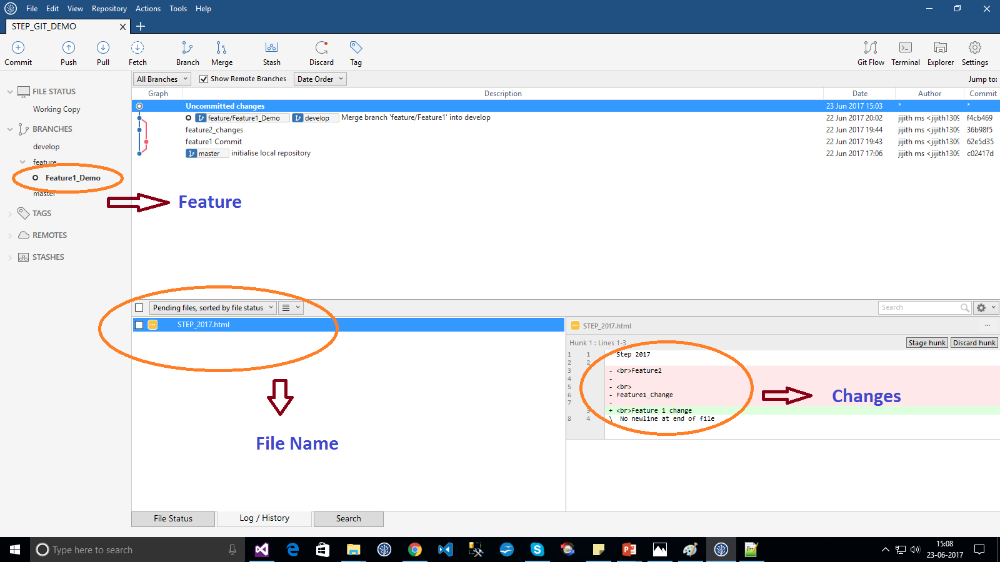 File Edit View Repository Actions Tools Help
STEP_GIT_DEMO
Commit Push Pull Fetch Branch Merge Stash Discard Tag Git Flow Terminal Explorer Settings
All Branches Show Remote Branches Date Order Jump to:
Graph Description Date Author Commit
Uncommitted changes 23 Jun 2017 15:03 * *
feature/Feature1_Demo develop Merge branch 'feature/Feature1' into develop 22 Jun 2017 20:02 jijith ms <jijith1309 f4cb469
feature2_changes 22 Jun 2017 19:44 jijith ms <jijith1309 36b98f5
feature1 Commit 22 Jun 2017 19:43 jijith ms <jijith1309 62e5d35
master initialise local repository 22 Jun 2017 17:06 jijith ms <jijith1309 c02417d
FILE STATUS
Working Copy
BRANCHES
develop
feature
Feature1_Demo
master
TAGS
REMOTES
STASHES
Feature
Pending files, sorted by file status
Search
STEP_2017.html
STEP_2017.html
Hunk 1 : Lines 1-3 Stage hunk Discard hunk
1 1 Step 2017
2 2
3 - <br>Feature2
4 -
5 - <br>
6 - Feature1_Change
7 -
3 + <br>Feature 1 change
8 4 \ No newline at end of file
File Name
Changes
File Status Log / History Search
Type here to search
15:08
23-06-2017